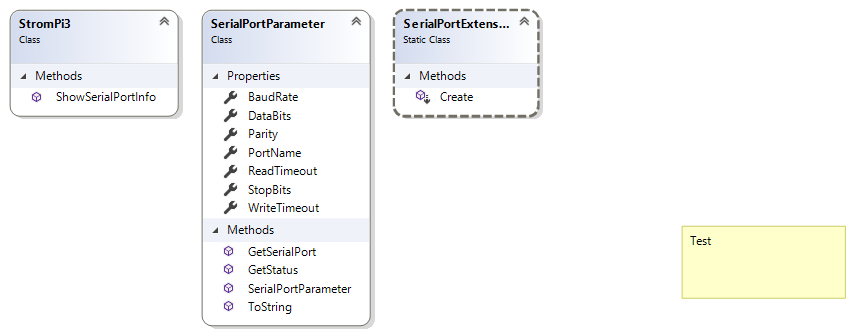 StromPi3
Class
Methods
ShowSerialPortInfo
SerialPortParameter
Class
Properties
BaudRate
DataBits
Parity
PortName
ReadTimeout
StopBits
WriteTimeout
Methods
GetSerialPort
GetStatus
SerialPortParameter
ToString
SerialPortExtens...
Static Class
Methods
Create
Test